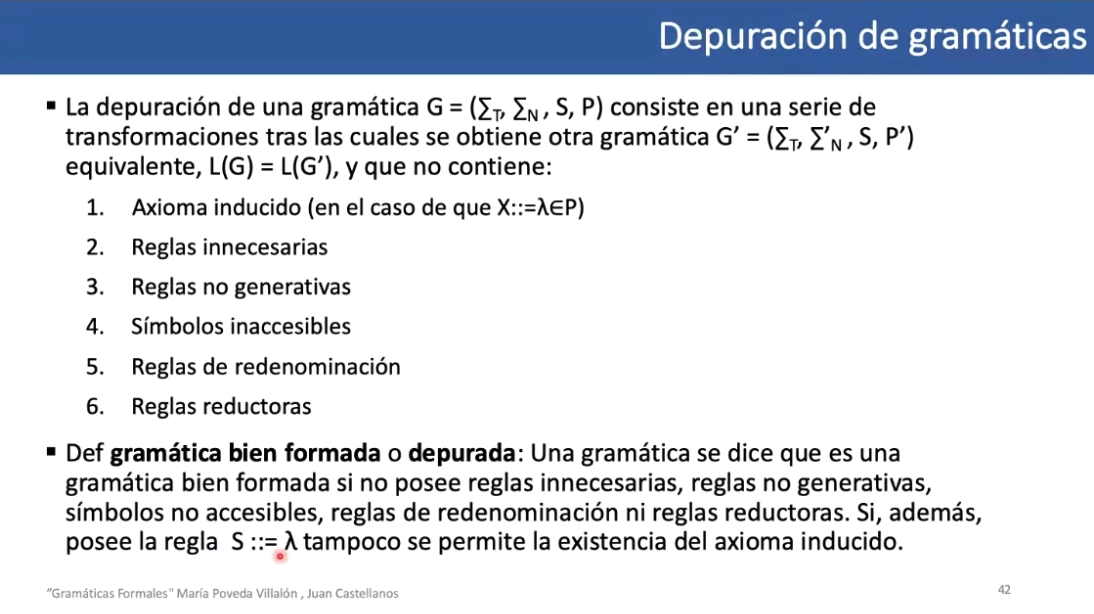 Depuración de gramáticas
▪ La depuración de una gramática G = (∑T, ∑N , S, P) consiste en una serie de
transformaciones tras las cuales se obtiene otra gramática G’ = (∑T, ∑’N , S, P’)
equivalente, L(G) = L(G’), y que no contiene:
1. Axioma inducido (en el caso de que X::=λ∈P)
2. Reglas innecesarias
3. Reglas no generativas
4. Símbolos inaccesibles
5. Reglas de redenominación
6. Reglas reductoras
▪ Def gramática bien formada o depurada: Una gramática se dice que es una
gramática bien formada si no posee reglas innecesarias, reglas no generativas,
símbolos no accesibles, reglas de redenominación ni reglas reductoras. Si, además,
posee la regla S ::= λ tampoco se permite la existencia del axioma inducido.
”Gramáticas Formales" María Poveda Villalón , Juan Castellanos
42